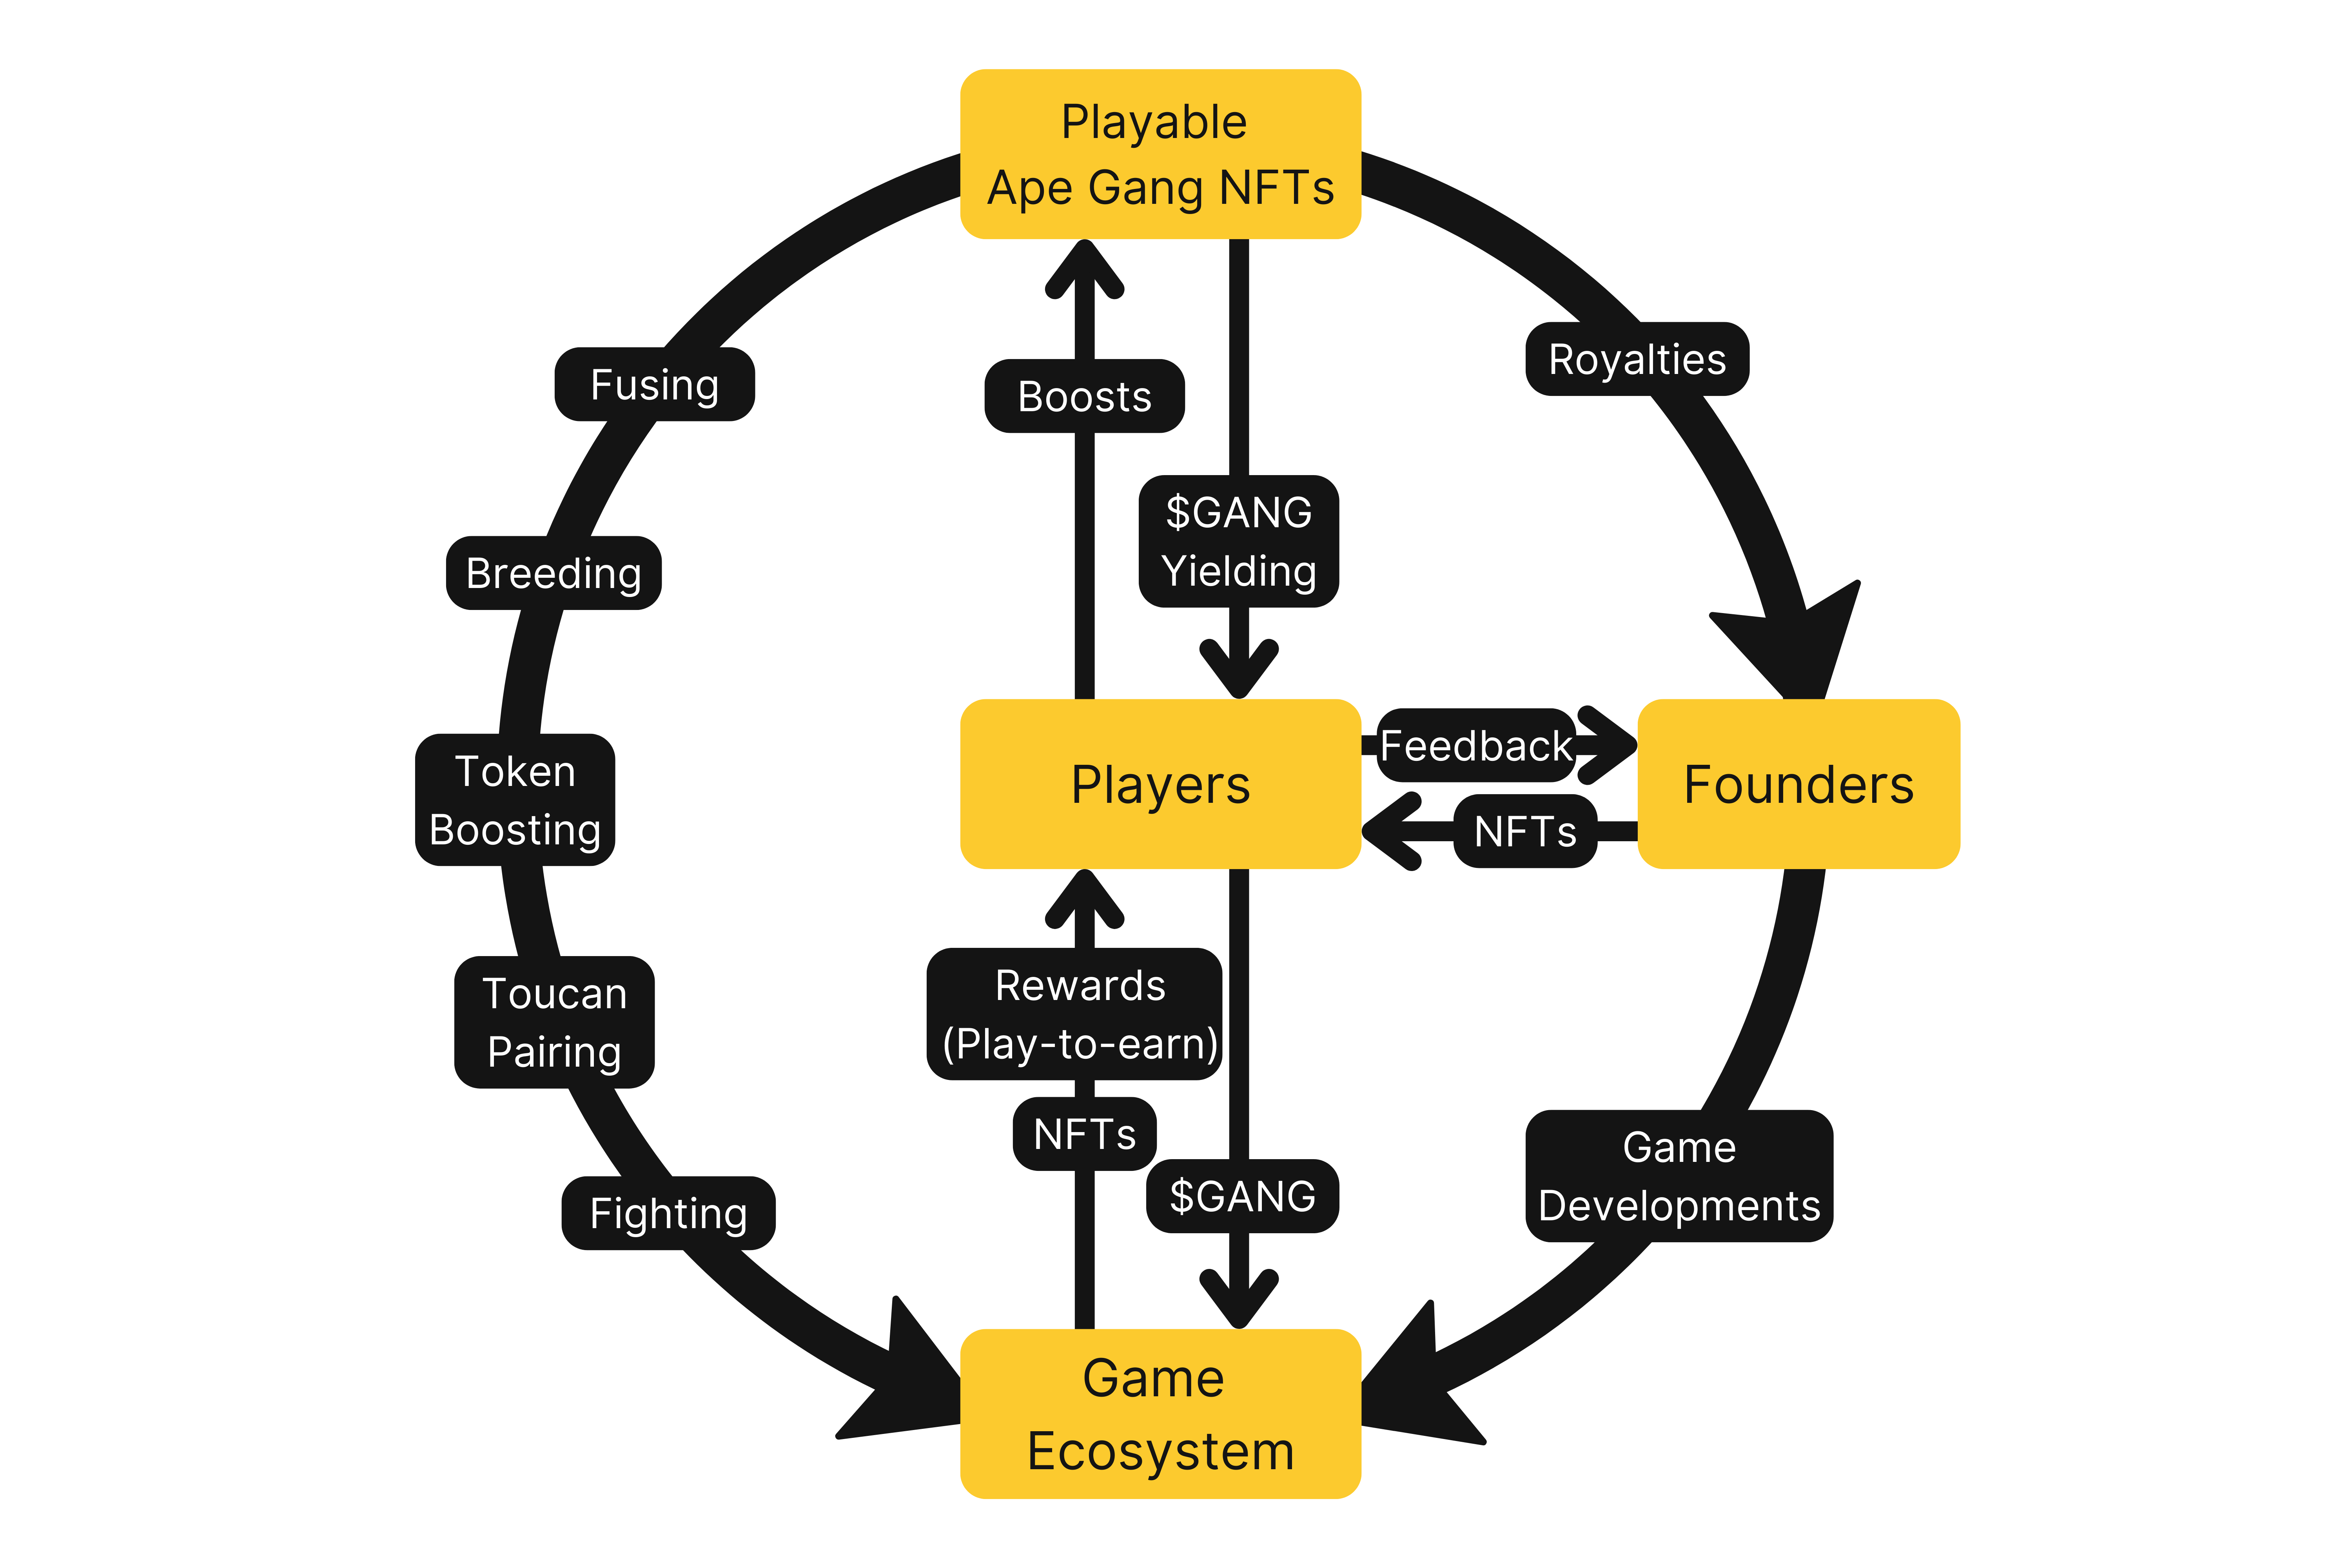 Playable
Ape Gang NFTs
Royalties
Fusing
Boosts
$GANG
Yielding
Breeding
Token
Boosting
Players
Feedback
NFTs
Founders
Toucan
Pairing
Rewards
(Play-to-earn)
NFTs
$GANG
Game
Developments
Fighting
Game
Ecosystem